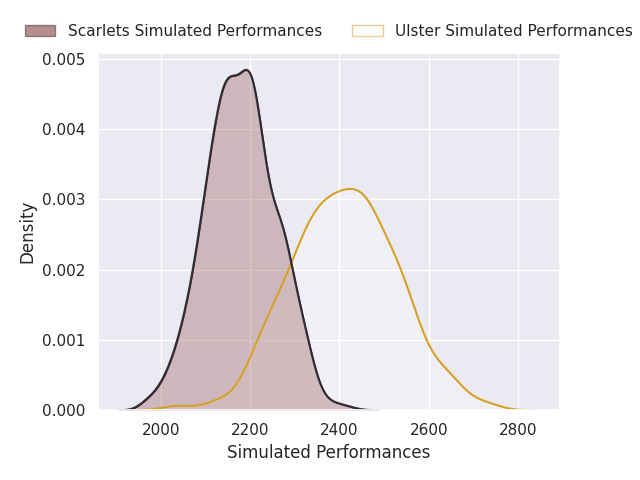 Scarlets Simulated Performances
Ulster Simulated Performances
0.005
0.004
0.003
0.002
0.001
0.000
Density
2000 2200 2400 2600 2800
Simulated Performances